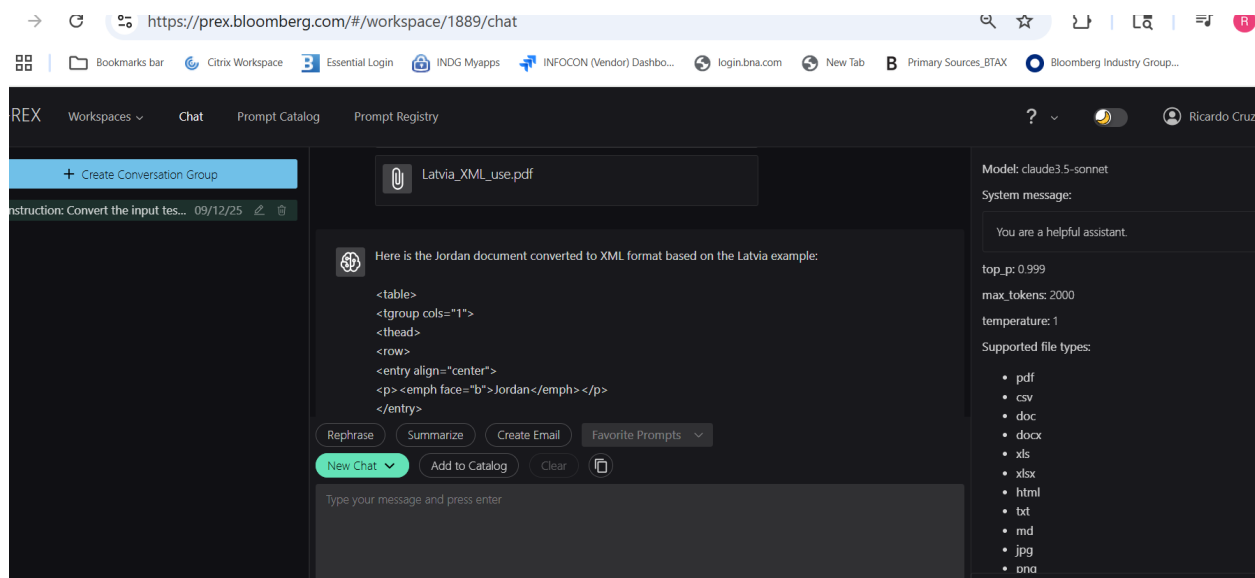 https://prex.bloomberg.com/#/workspace/1889/chat
R
Bookmarks bar
Citrix Workspace
Essential Login
INDG Myapps
INFOCON (Vendor) Dashbo...
login.bna.com
New Tab
B Primary Sources_BTAX
Bloomberg Industry Group...
REX
Workspaces
Chat
Prompt Catalog
Prompt Registry
?
Ricardo Cruz
+ Create Conversation Group
nstruction: Convert the input tes... 09/12/25
Latvia_XML_use.pdf
Here is the Jordan document converted to XML format based on the Latvia example:
<table>
<tgroup cols="1">
<thead>
<row>
<entry align="center">
<p><emph face="b">Jordan</emph></p>
</entry>
Rephrase
Summarize
Create Email
Favorite Prompts
New Chat
Add to Catalog
Clear
Type your message and press enter
Model: claude3.5-sonnet
System message:
You are a helpful assistant.
top_p: 0.999
max_tokens: 2000
temperature: 1
Supported file types:
• pdf
• csv
• doc
• docx
• xls
• xlsx
• html
• txt
• md
• jpg
• png